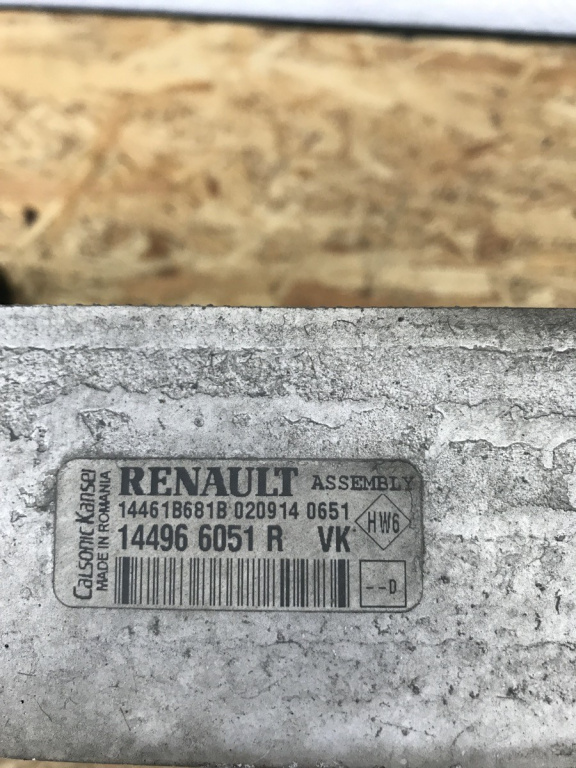 Calsonic Kansei
MADE IN ROMANIA
RENAULT ASSEMBLY
14461B681B 020914 0651
14496 6051 R VK
HW6
--D